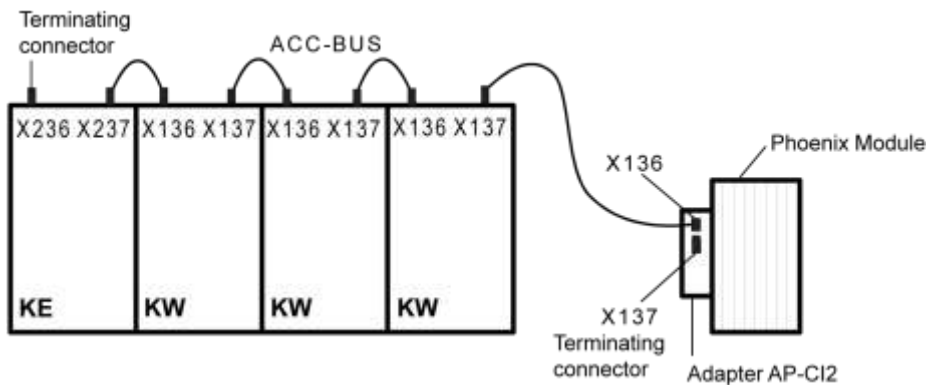 Terminating
connector
ACC-BUS
X236 X237 X136 X137 X136 X137 X136 X137
Phoenix Module
X136
KE KW KW KW
X137
Terminating
connector
Adapter AP-CI2